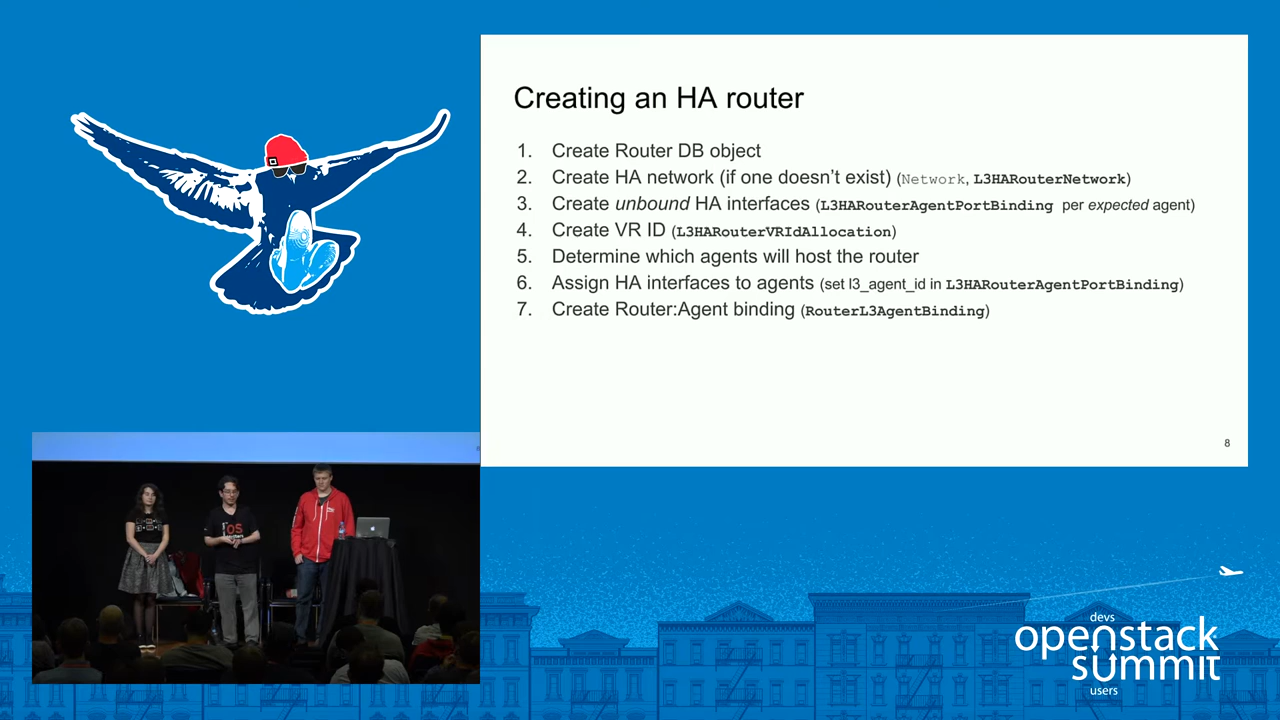 Creating an HA router
1. Create Router DB object
2. Create HA network (if one doesn't exist) (Network, L3HARouterNetwork)
3. Create unbound HA interfaces (L3HARouterAgentPortBinding per expected agent)
4. Create VR ID (L3HARouterVRIdAllocation)
5. Determine which agents will host the router
6. Assign HA interfaces to agents (set l3_agent_id in L3HARouterAgentPortBinding)
7. Create Router:Agent binding (RouterL3AgentBinding)
8
OS
devs
openstack
summit
users